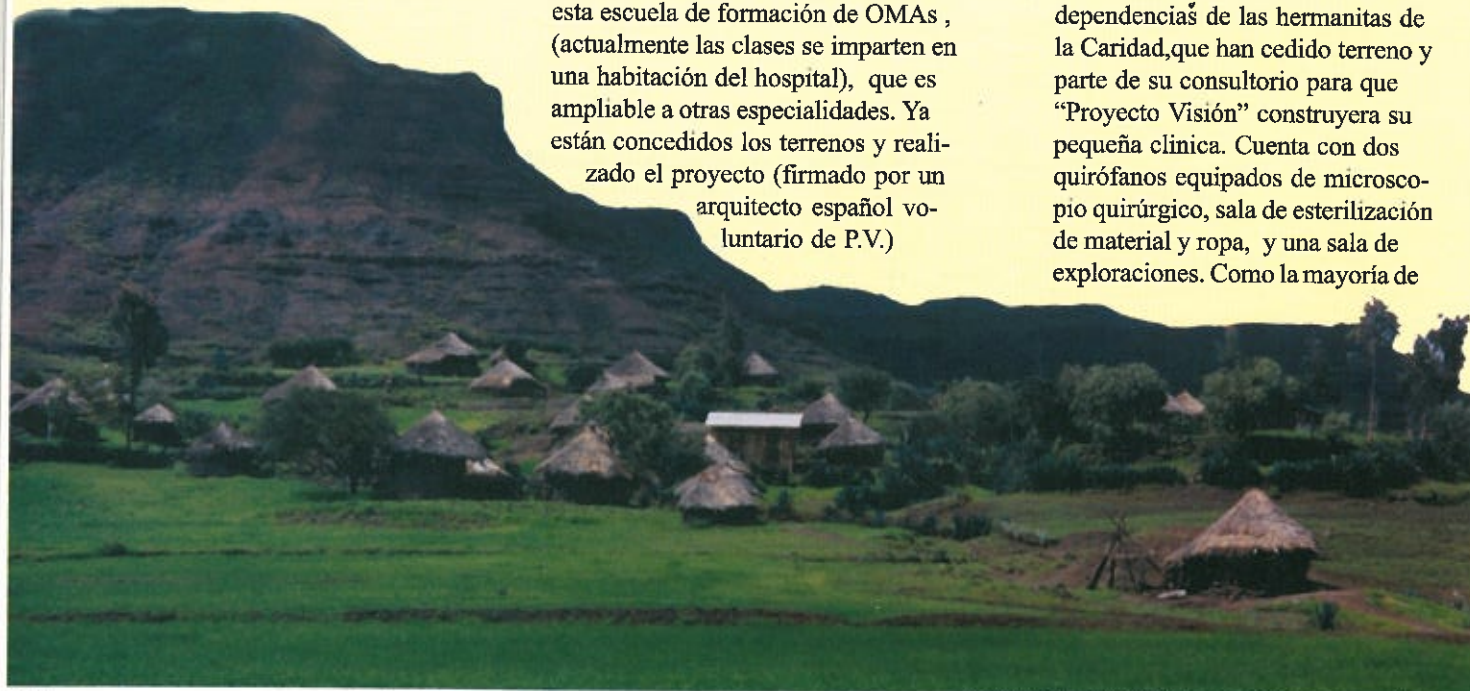 esta escuela de formación de OMAs ,
(actualmente las clases se imparten en
una habitación del hospital),  que es
ampliable a otras especialidades. Ya
están concedidos los terrenos y reali-
zado el proyecto (firmado por un
arquitecto español vo-
luntario de P.V.)
dependencias de las hermanitas de
la Caridad,que han cedido terreno y
parte de su consultorio para que
“Proyecto Visión” construyera su
pequeña clinica. Cuenta con dos
quirófanos equipados de microsco-
pio quirúrgico, sala de esterilización
de material y ropa,  y una sala de
exploraciones. Como la mayoría de